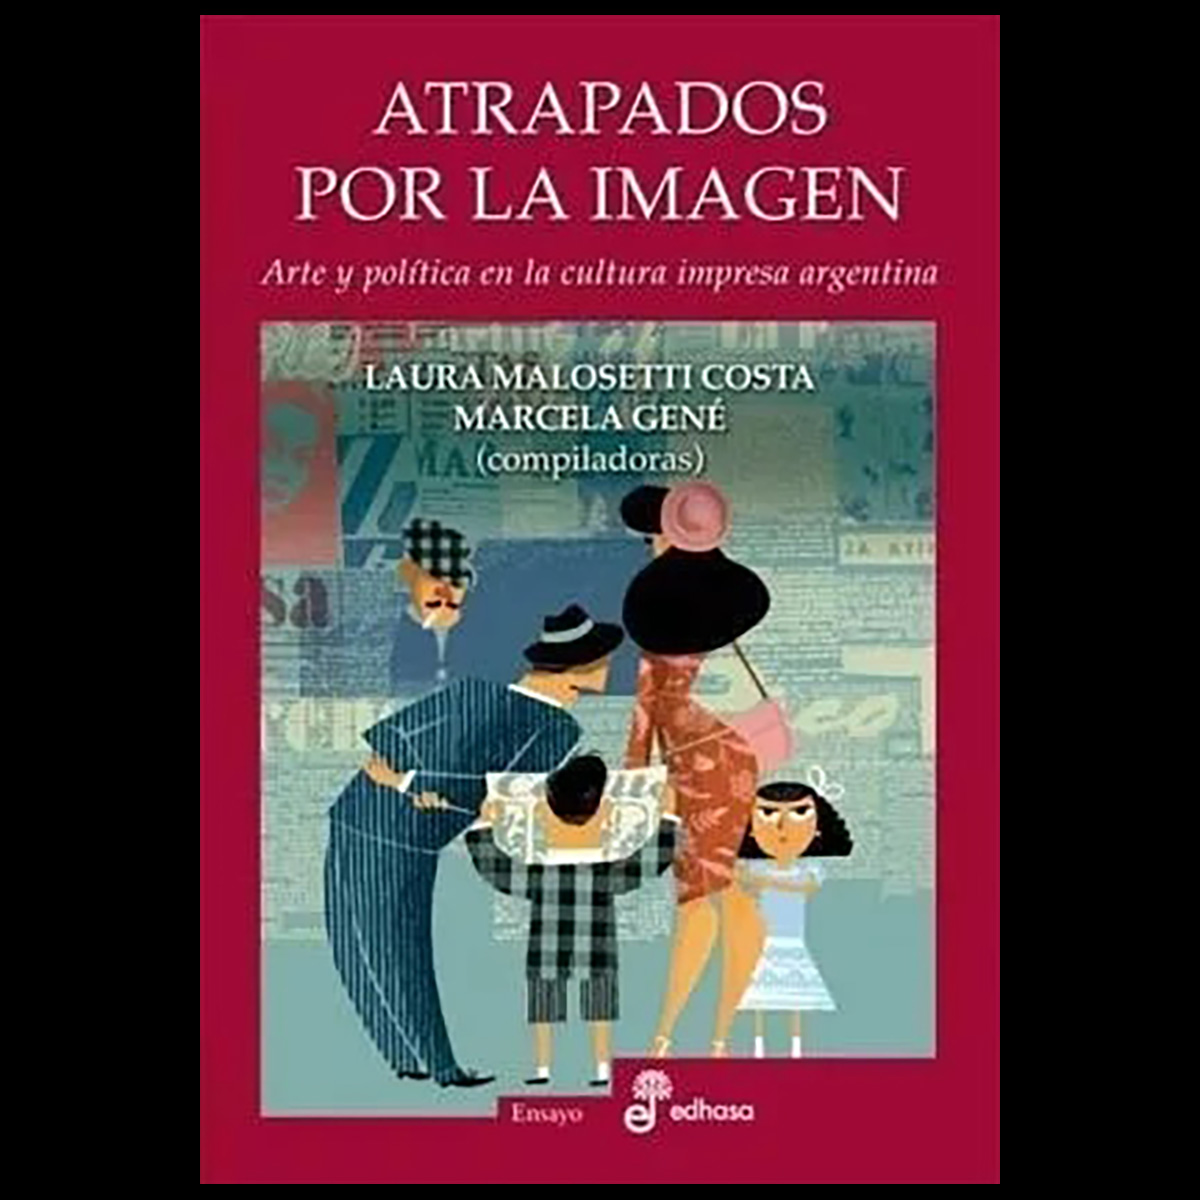 ATRAPADOS
POR LA IMAGEN
Arte y política en la cultura impresa argentina
LAURA MALOSETTI COSTA
MARCELA GENÉ
(compiladoras)
sa
Ensayo
edhasa